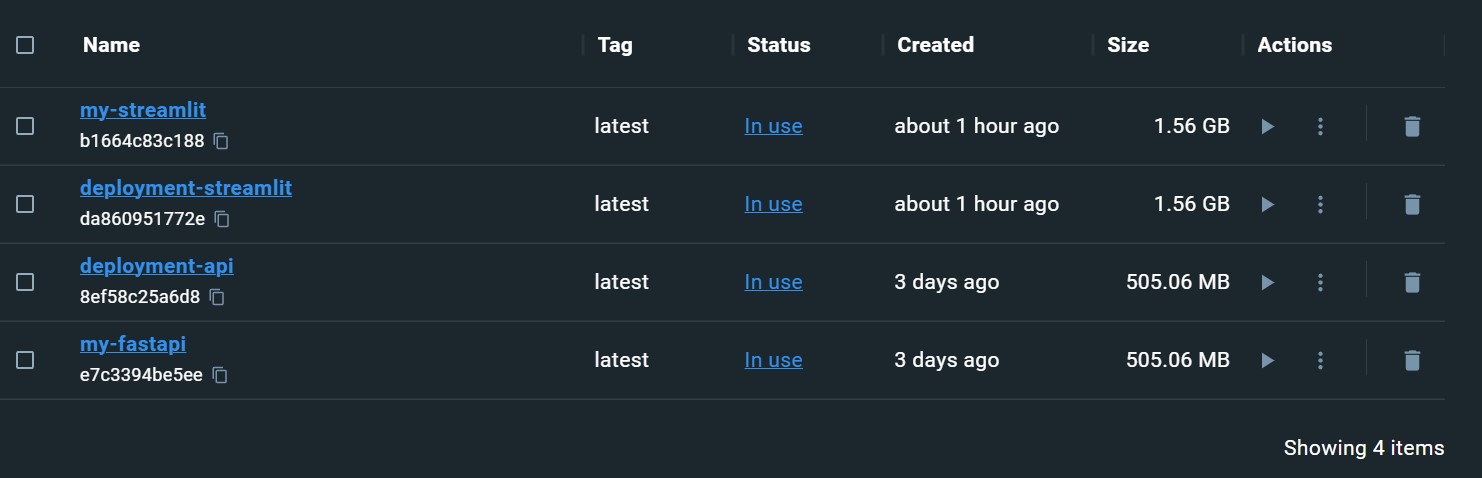 Name Tag Status Created Size Actions
my-streamlit
b1664c83c188
latest In use about 1 hour ago 1.56 GB
deployment-streamlit
da860951772e
latest In use about 1 hour ago 1.56 GB
deployment-api
8ef58c25a6d8
latest In use 3 days ago 505.06 MB
my-fastapi
e7c3394be5ee
latest In use 3 days ago 505.06 MB
Showing 4 items